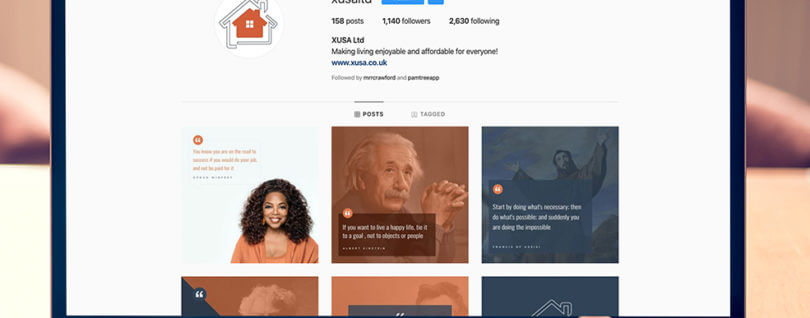 xusaltd
158 posts 1,140 followers 2,630 following
XUSA Ltd
Making living enjoyable and affordable for everyone!
www.xusa.co.uk
Followed by mrrcrawford and pamtreeapp
POSTS TAGGED
You know you are on the road to
success if you would do your job,
and not be paid for it
OPRAH WINFREY
If you want to live a happy life, tie it
to a goal , not to objects or people
ALBERT EINSTEIN
Start by doing what's necessary; then
do what's possible; and suddenly you
are doing the impossible
FRANCIS OF ASSISI